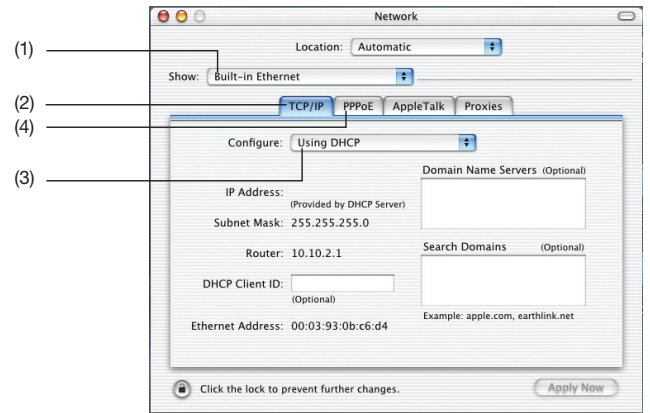 Network
Location: Automatic
(1)
Show: Built-in Ethernet
(2)
TCP/IP PPPoE AppleTalk Proxies
(4)
Configure: Using DHCP
(3)
Domain Name Servers (Optional)
IP Address:
(Provided by DHCP Server)
Subnet Mask: 255.255.255.0
Router: 10.10.2.1
Search Domains (Optional)
DHCP Client ID:
(Optional)
Example: apple.com, earthlink.net
Ethernet Address: 00:03:93:0b:c6:d4
Click the lock to prevent further changes.
Apply Now